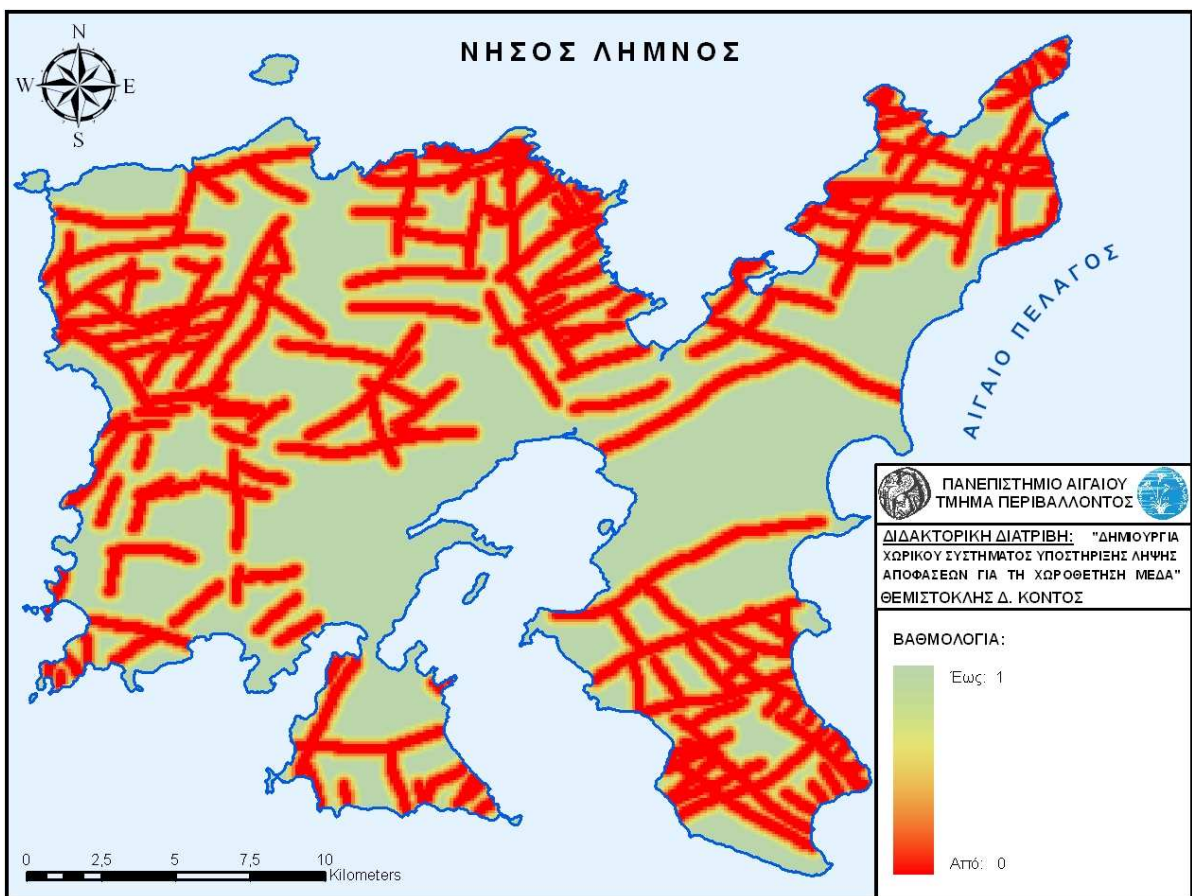 ΝΗΣΟΣ ΛΗΜΝΟΣ
N
W E
S
ΑΙΓΑΙΟ ΠΕΛΑΓΟΣ
ΠΑΝΕΠΙΣΤΗΜΙΟ ΑΙΓΑΙΟΥ
ΤΜΗΜΑ ΠΕΡΙΒΑΛΛΟΝΤΟΣ
ΔΙΔΑΚΤΟΡΙΚΗ ΔΙΑΤΡΙΒΗ: "ΔΗΜΙΟΥΡΓΙΑ
ΧΩΡΙΚΟΥ ΣΥΣΤΗΜΑΤΟΣ ΥΠΟΣΤΗΡΙΞΗΣ ΛΗΨΗΣ
ΑΠΟΦΑΣΕΩΝ ΓΙΑ ΤΗ ΧΩΡΟΘΕΤΗΣΗ ΜΕΔΑ"
ΘΕΜΙΣΤΟΚΛΗΣ Δ. ΚΟΝΤΟΣ
ΒΑΘΜΟΛΟΓΙΑ:
Έως: 1
Από: 0
0 2,5 5 7,5 10
Kilometers